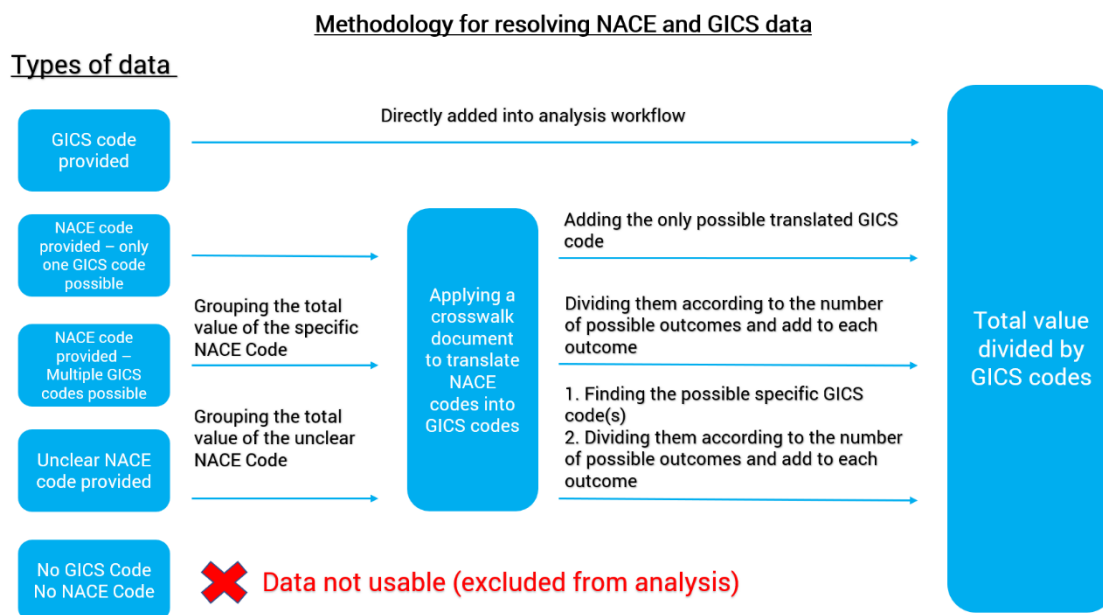 Methodology for resolving NACE and GICS data
Types of data
GICS code
provided
Directly added into analysis workflow
NACE code
provided – only
one GICS code
possible
Adding the only possible translated GICS
code
NACE code
provided –
Multiple GICS
codes possible
Grouping the total
value of the specific
NACE Code
Dividing them according to the number
of possible outcomes and add to each
outcome
Unclear NACE
code provided
Grouping the total
value of the unclear
NACE Code
Applying a
crosswalk
document
to translate
NACE
codes into
GICS codes
1. Finding the possible specific GICS
code(s)
2. Dividing them according to the number
of possible outcomes and add to each
outcome
Total value
divided by
GICS codes
No GICS Code
No NACE Code
Data not usable (excluded from analysis)